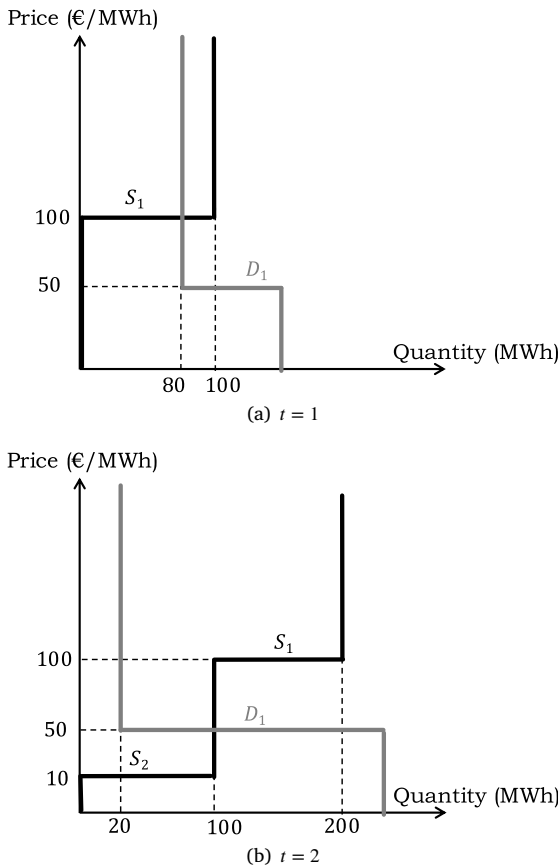 Price (€/MWh)
S₁
100
50
D₁
Quantity (MWh)
80 100
(a) t = 1
Price (€/MWh)
100
S₁
50
D₁
S₂
10
Quantity (MWh)
20 100 200
(b) t = 2